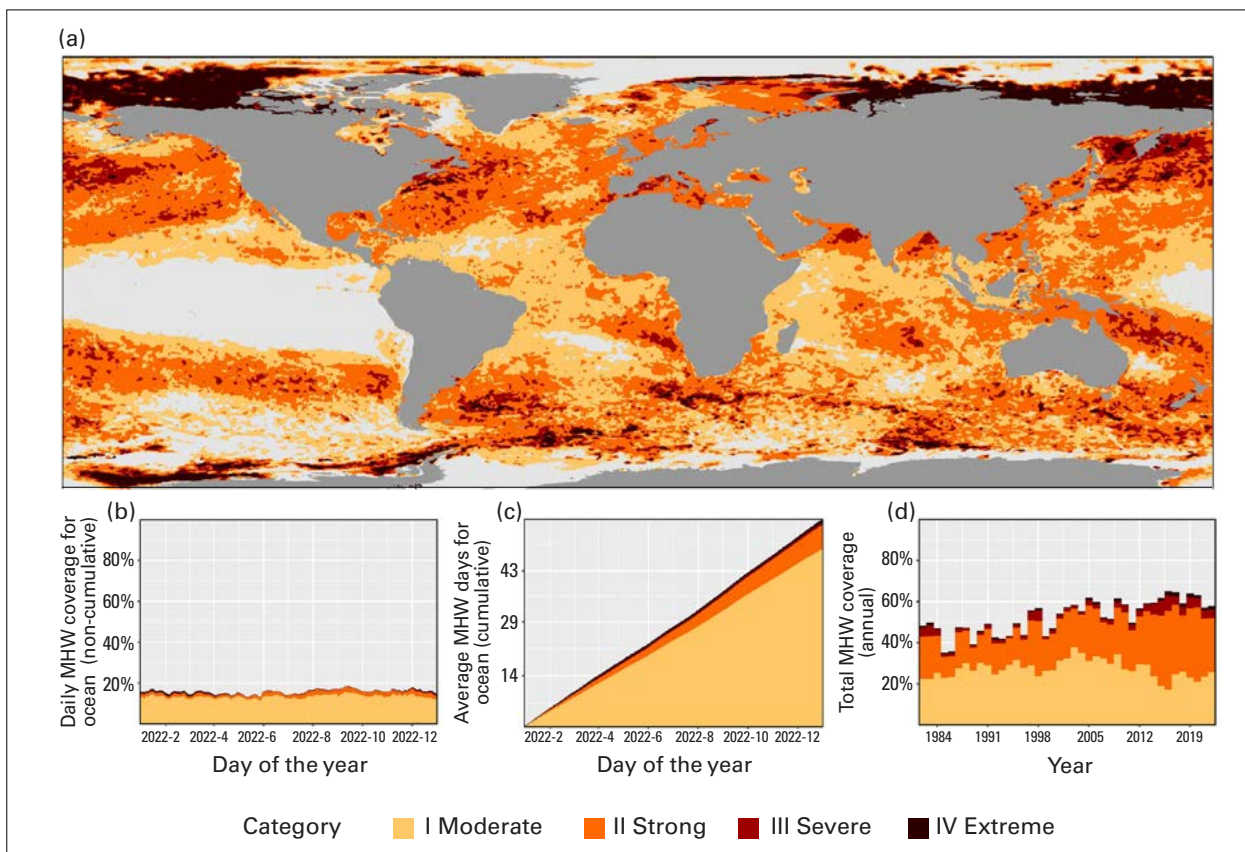 (a)
(b)
Daily MHW coverage for
ocean (non-cumulative)
80%
60%
40%
20%
2022-2 2022-4 2022-6 2022-8 2022-10 2022-12
Day of the year
(c)
Average MHW days for
ocean (cumulative)
43
29
14
2022-2 2022-4 2022-6 2022-8 2022-10 2022-12
Day of the year
(d)
Total MHW coverage
(annual)
80%
60%
40%
20%
1984 1991 1998 2005 2012 2019
Year
Category I Moderate II Strong III Severe IV Extreme